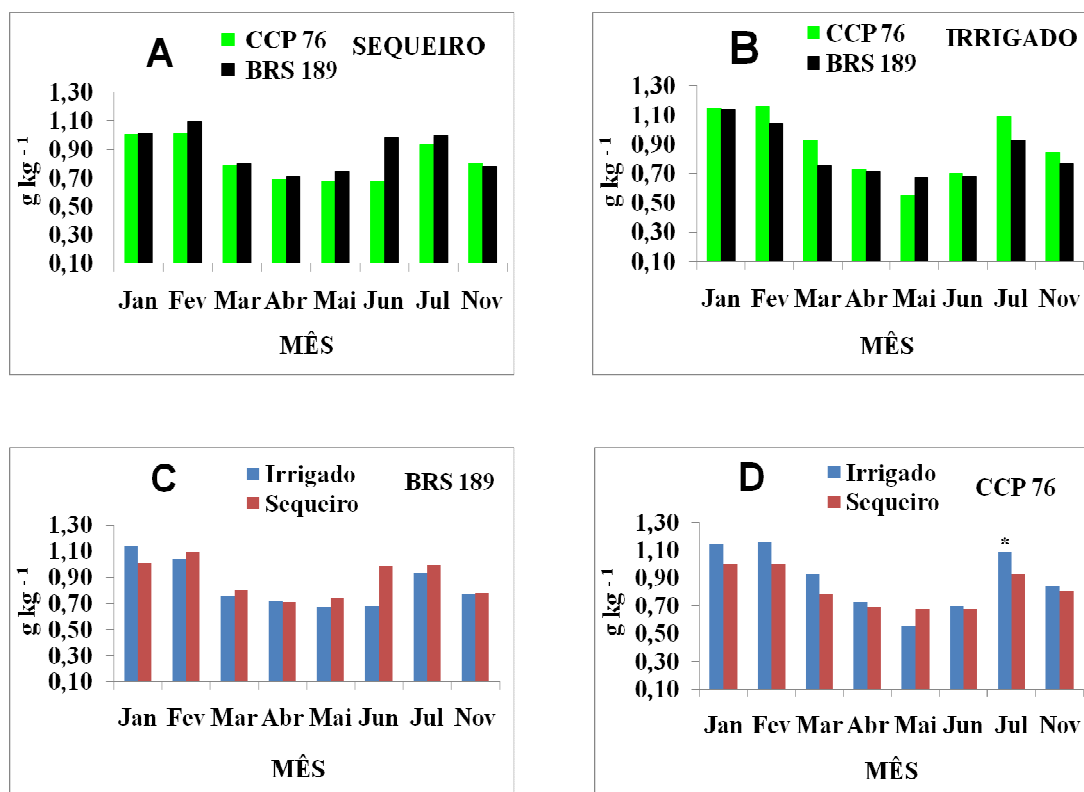 A
CCP 76
BRS 189
SEQUEIRO
g kg - 1
1,30
1,10
0,90
0,70
0,50
0,30
0,10
Jan Fev Mar Abr Mai Jun Jul Nov
MÊS
B
CCP 76
BRS 189
IRRIGADO
g kg - 1
1,30
1,10
0,90
0,70
0,50
0,30
0,10
Jan Fev Mar Abr Mai Jun Jul Nov
MÊS
C
Irrigado
Sequeiro
BRS 189
g kg - 1
1,30
1,10
0,90
0,70
0,50
0,30
0,10
Jan Fev Mar Abr Mai Jun Jul Nov
MÊS
D
Irrigado
Sequeiro
CCP 76
*
g kg - 1
1,30
1,10
0,90
0,70
0,50
0,30
0,10
Jan Fev Mar Abr Mai Jun Jul Nov
MÊS